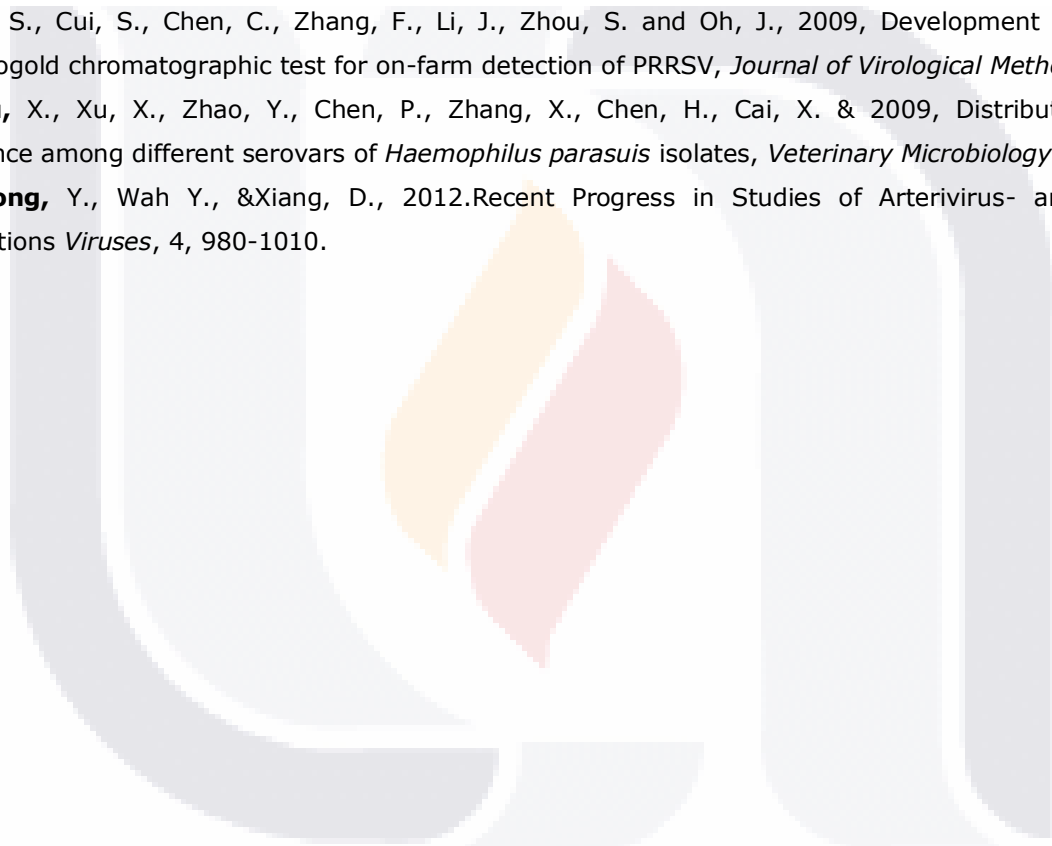 S., Cui, S., Chen, C., Zhang, F., Li, J., Zhou, S. and Oh, J., 2009, Development
ogold chromatographic test for on-farm detection of PRRSV, Journal of Virological Metho
X., Xu, X., Zhao, Y., Chen, P., Zhang, X., Chen, H., Cai, X. & 2009, Distribut
nce among different serovars of Haemophilus parasuis isolates, Veterinary Microbiology
ong, Y., Wah Y., &Xiang, D., 2012.Recent Progress in Studies of Arterivirus- a
tions Viruses, 4, 980-1010.